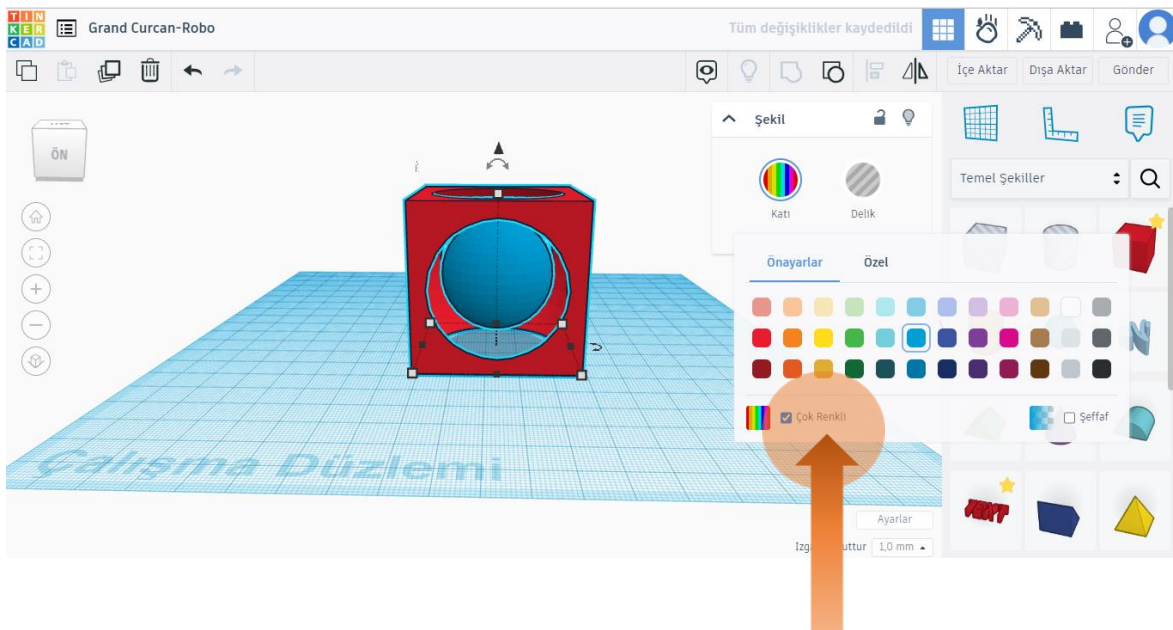 TIN
KER
CAD
Grand Curcan-Robo
Tüm değişiklikler kaydedildi
İçe Aktar
Dışa Aktar
Gönder
ÖN
Şekil
Katı
Delik
Temel Şekiller
Önayarlar
Özel
Çok Renkli
Şeffaf
Çalışma Düzlemi
TEXT
Ayarlar
1,0 mm